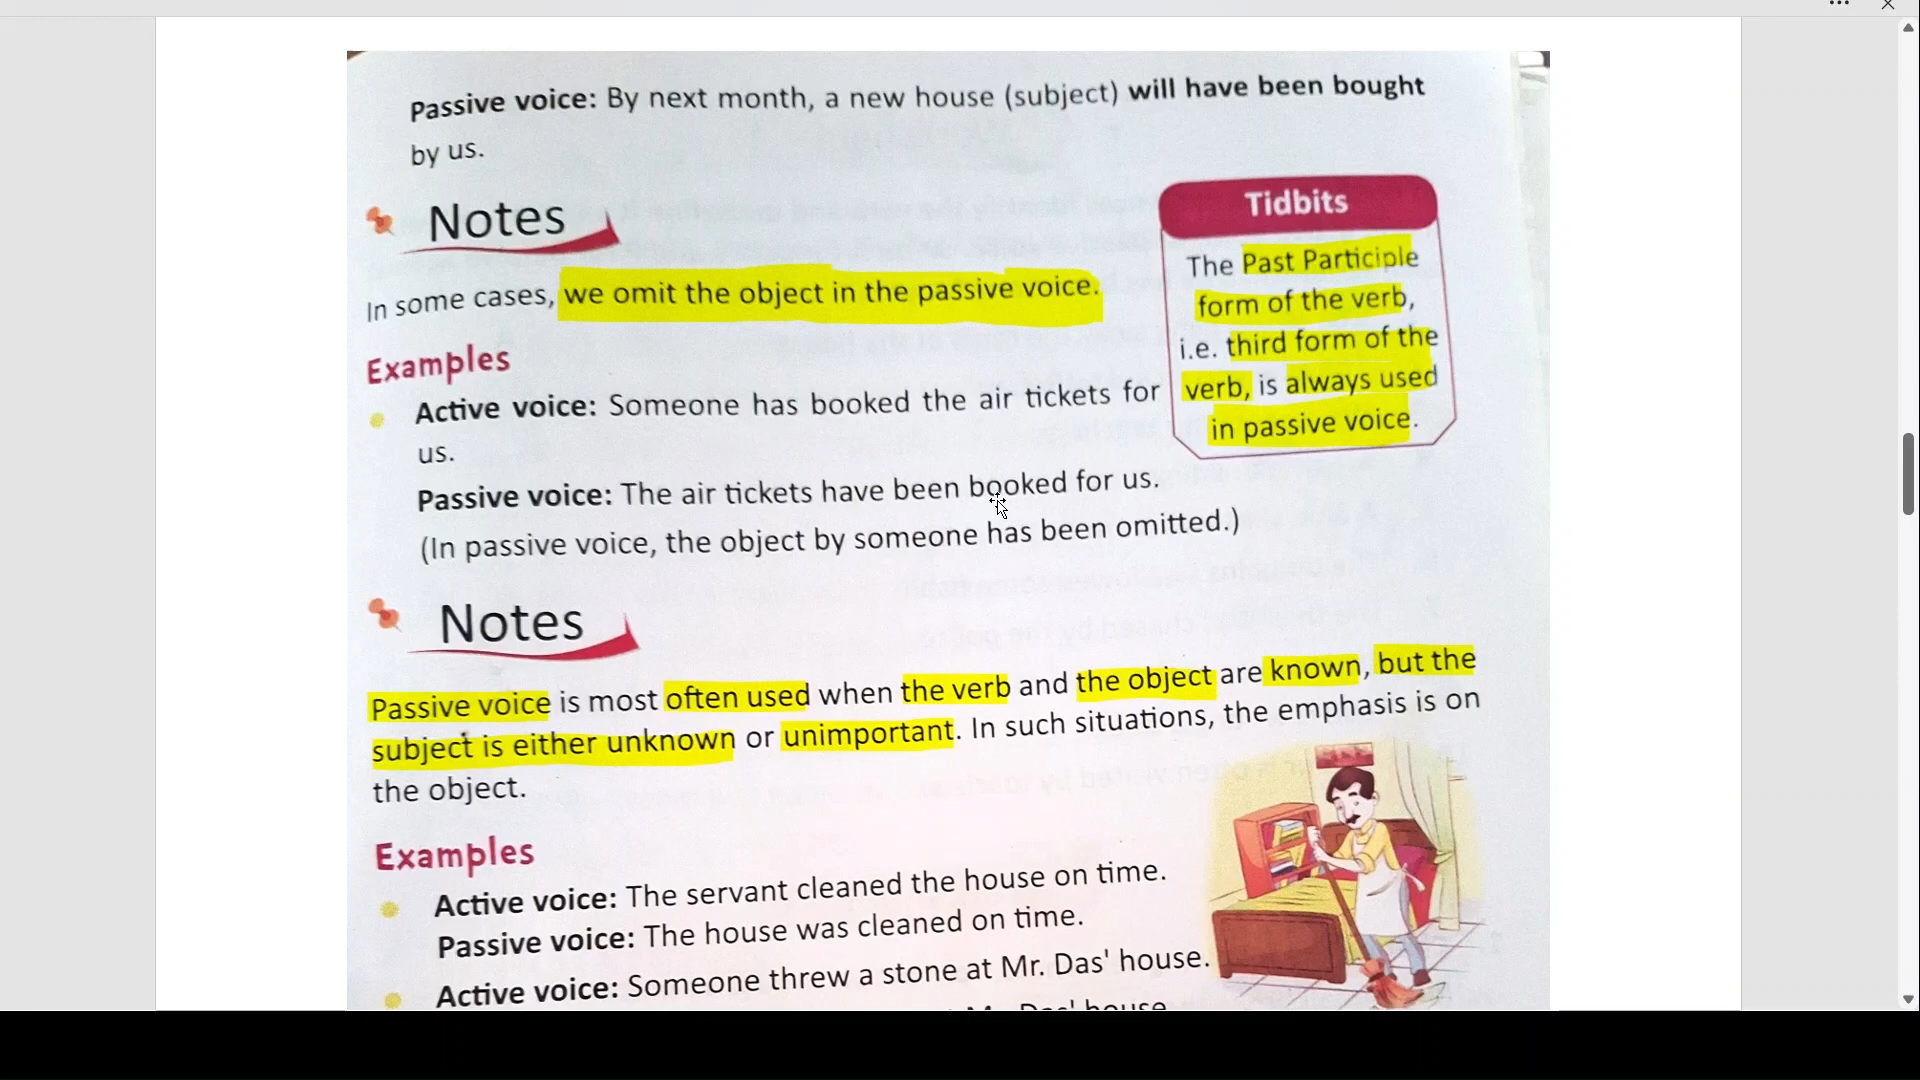 Passive voice: By next month, a new house (subject) will have been bought
by us.
Notes
In some cases, we omit the object in the passive voice.
Tidbits
The Past Participle
form of the verb,
i.e. third form of the
verb, is always used
in passive voice.
Examples
Active voice: Someone has booked the air tickets for
us.
Passive voice: The air tickets have been booked for us.
(In passive voice, the object by someone has been omitted.)
Notes
Passive voice is most often used when the verb and the object are known, but the
subject is either unknown or unimportant. In such situations, the emphasis is on
the object.
Examples
Active voice: The servant cleaned the house on time.
Passive voice: The house was cleaned on time.
Active voice: Someone threw a stone at Mr. Das' house.
Mr. Das' house